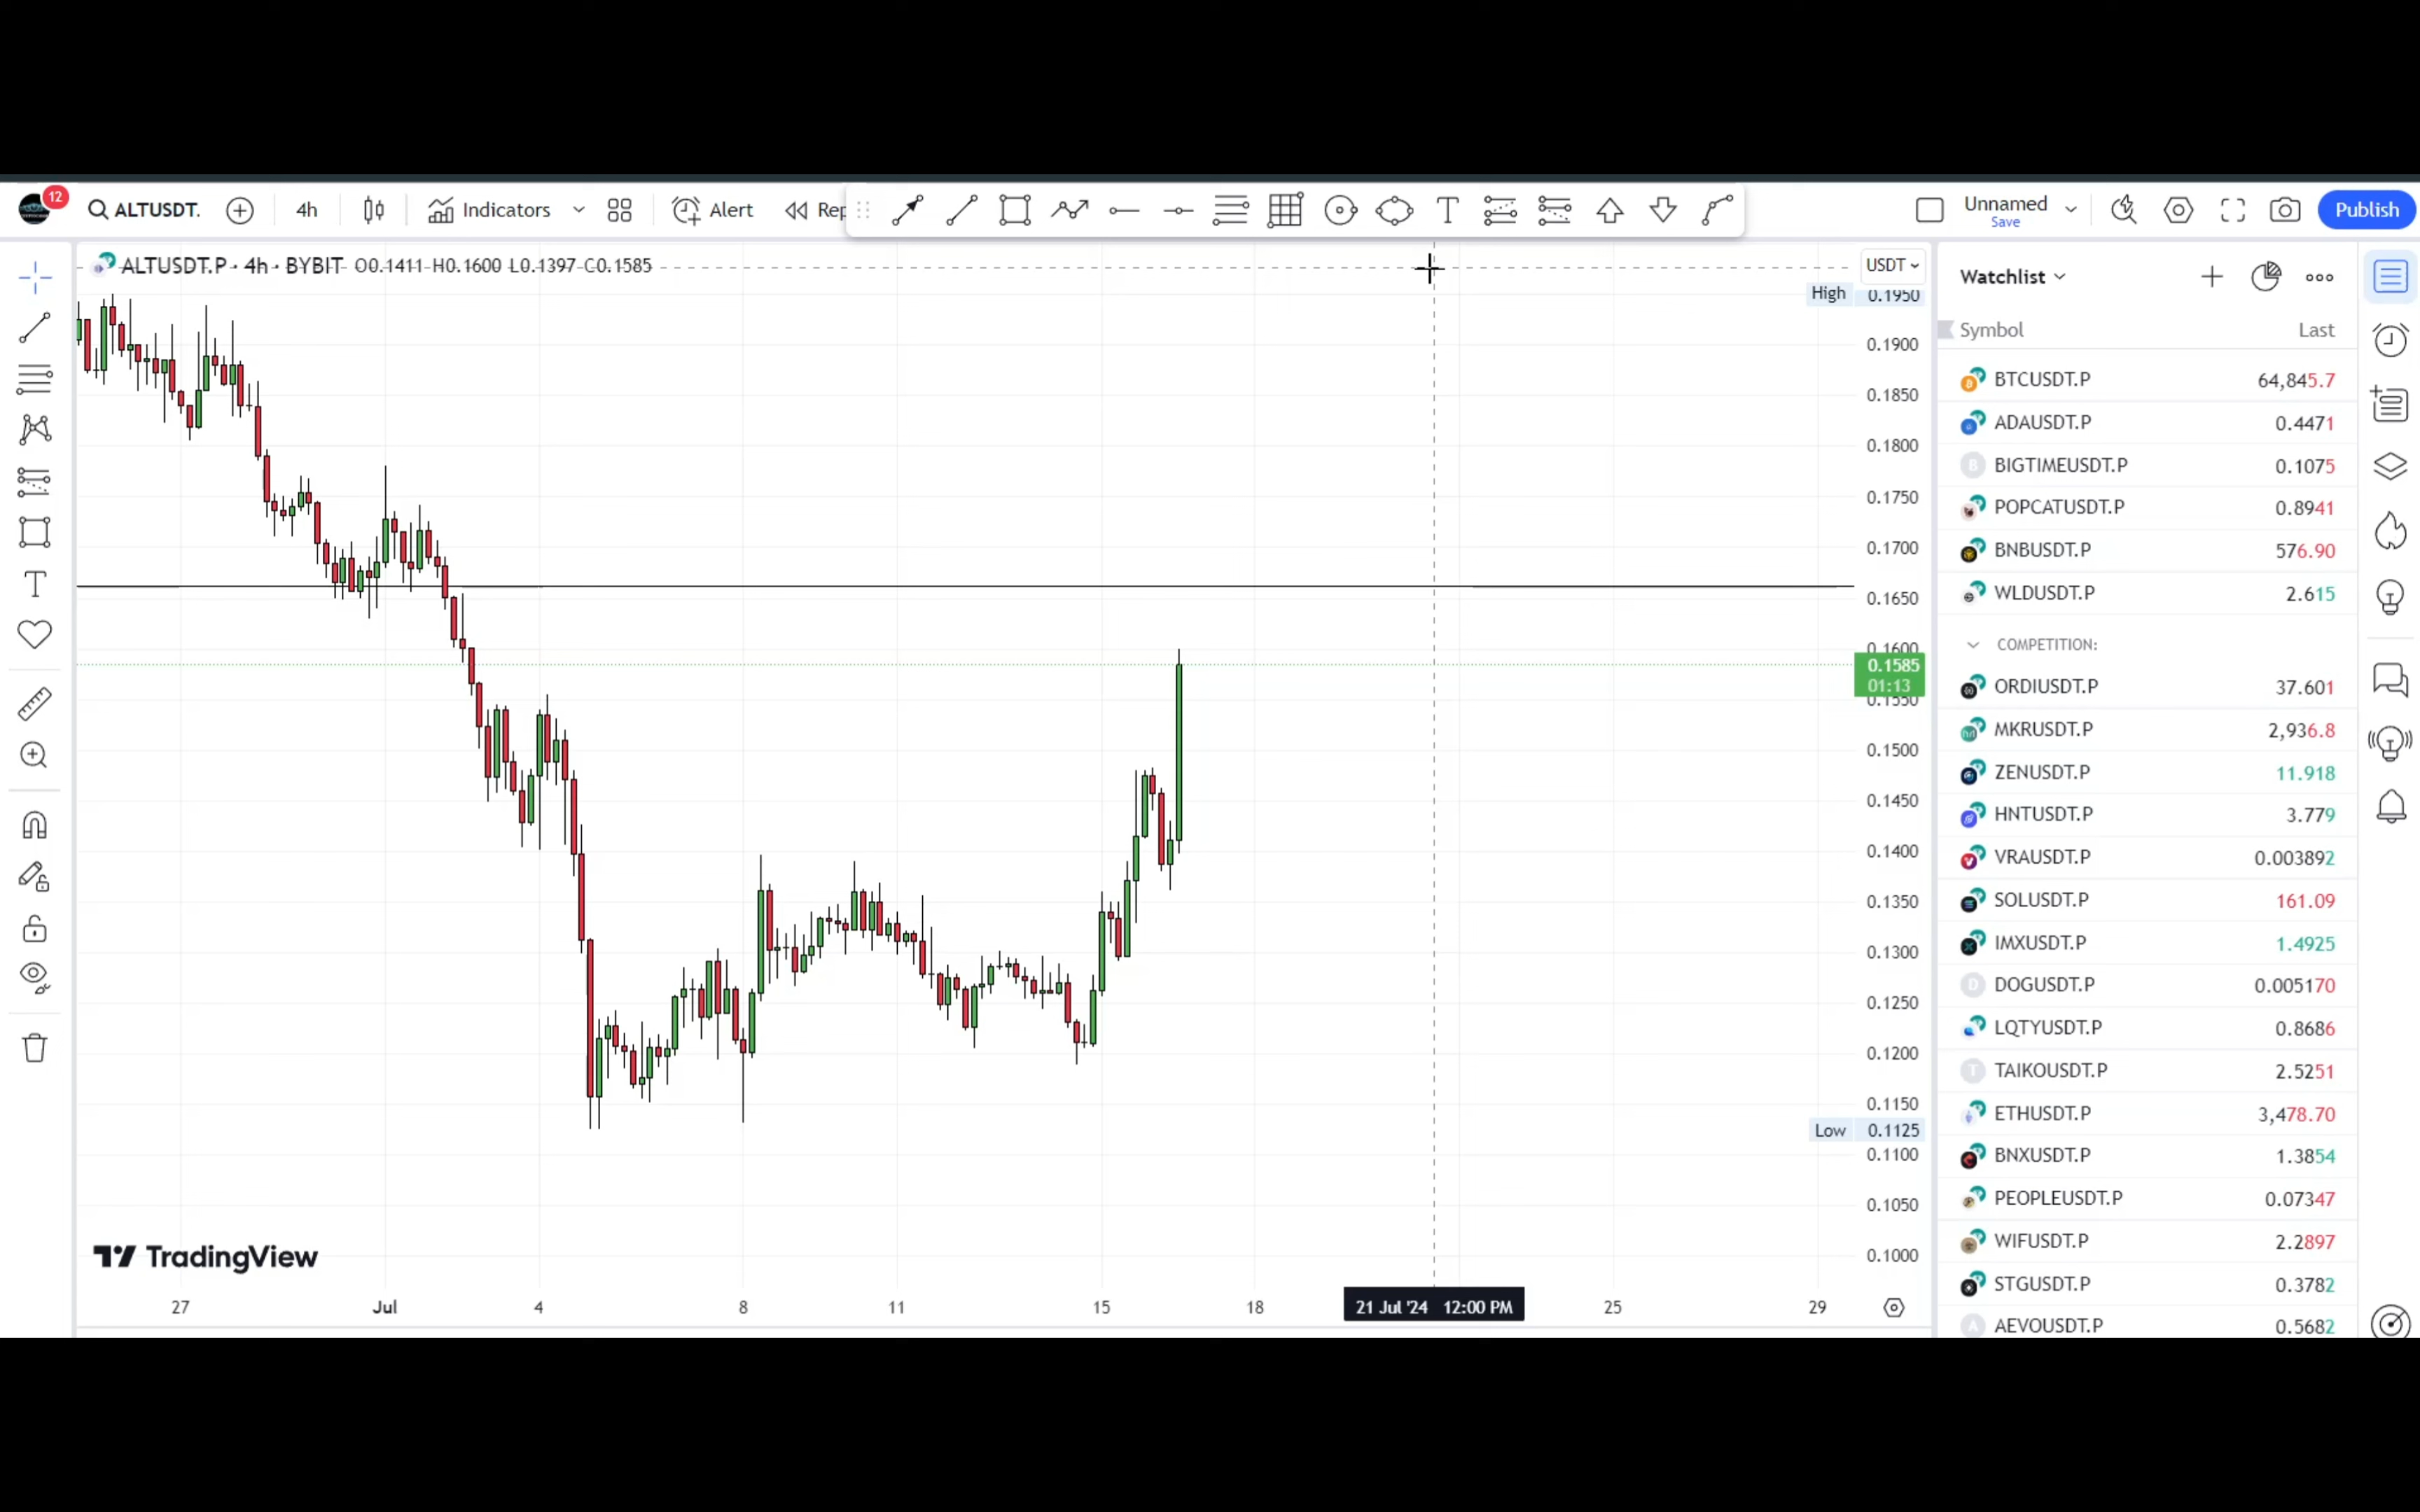 12
ALTUSDT.
4h
Indicators
Alert
Rep
Unnamed
Save
Publish
ALTUSDT.P · 4h · BYBIT O0.1411 H0.1600 L0.1397 C0.1585
USDT
High 0.1950
0.1900
0.1850
0.1800
0.1750
0.1700
0.1650
0.1600
0.1585
01:13
0.1550
0.1500
0.1450
0.1400
0.1350
0.1300
0.1250
0.1200
0.1150
Low 0.1125
0.1100
0.1050
0.1000
TradingView
27 Jul 4 8 11 15 18 21 Jul '24 12:00 PM 25 29
Watchlist
Symbol Last
BTCUSDT.P 64,845.7
ADAUSDT.P 0.4471
B BIGTIMEUSDT.P 0.1075
POPCATUSDT.P 0.8941
BNBUSDT.P 576.90
WLDUSDT.P 2.615
COMPETITION:
ORDIUSDT.P 37.601
MKRUSDT.P 2,936.8
ZENUSDT.P 11.918
HNTUSDT.P 3.779
VRAUSDT.P 0.003892
SOLUSDT.P 161.09
IMXUSDT.P 1.4925
D DOGUSDT.P 0.005170
LQTYUSDT.P 0.8686
T TAIKOUSDT.P 2.5251
ETHUSDT.P 3,478.70
BNXUSDT.P 1.3854
PEOPLEUSDT.P 0.07347
WIFUSDT.P 2.2897
STGUSDT.P 0.3782
A AEVOUSDT.P 0.5682